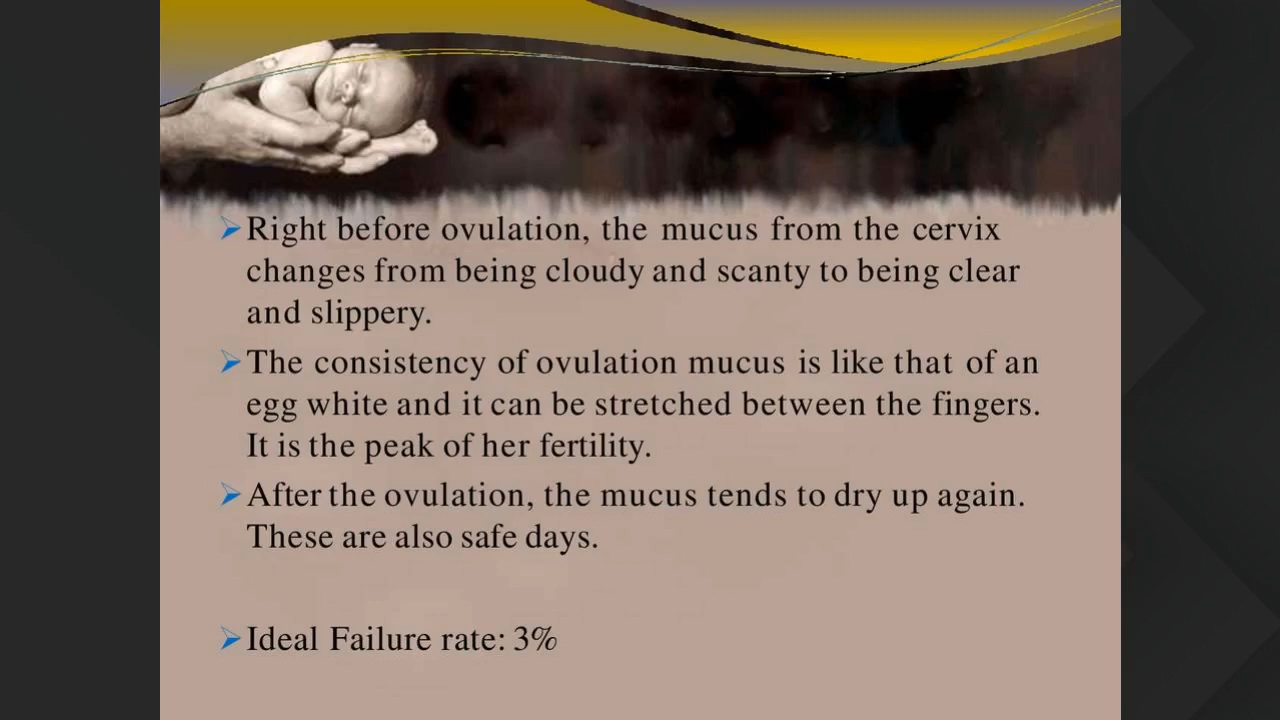 Right before ovulation, the mucus from the cervix
changes from being cloudy and scanty to being clear
and slippery.
The consistency of ovulation mucus is like that of an
egg white and it can be stretched between the fingers.
It is the peak of her fertility.
After the ovulation, the mucus tends to dry up again.
These are also safe days.
Ideal Failure rate: 3%